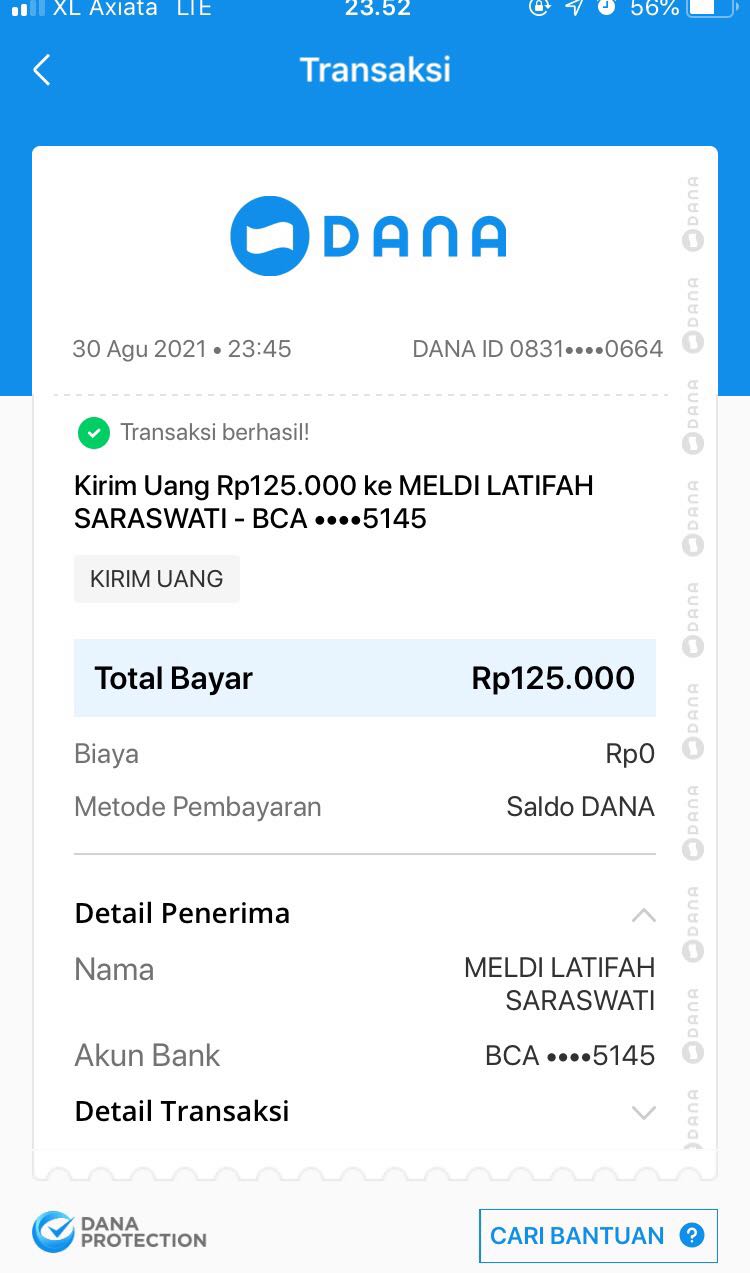 XL Axiata LTE 23.52 56%
Transaksi
DANA
30 Agu 2021 • 23:45 DANA ID 0831••••0664
Transaksi berhasil!
Kirim Uang Rp125.000 ke MELDI LATIFAH
SARASWATI - BCA ••••5145
KIRIM UANG
Total Bayar Rp125.000
Biaya Rp0
Metode Pembayaran Saldo DANA
Detail Penerima
Nama MELDI LATIFAH
SARASWATI
Akun Bank BCA ••••5145
Detail Transaksi
DANA
DANA
DANA
DANA
DANA
DANA
DANA
DANA
DANA
DANA
DANA
PROTECTION
CARI BANTUAN ?